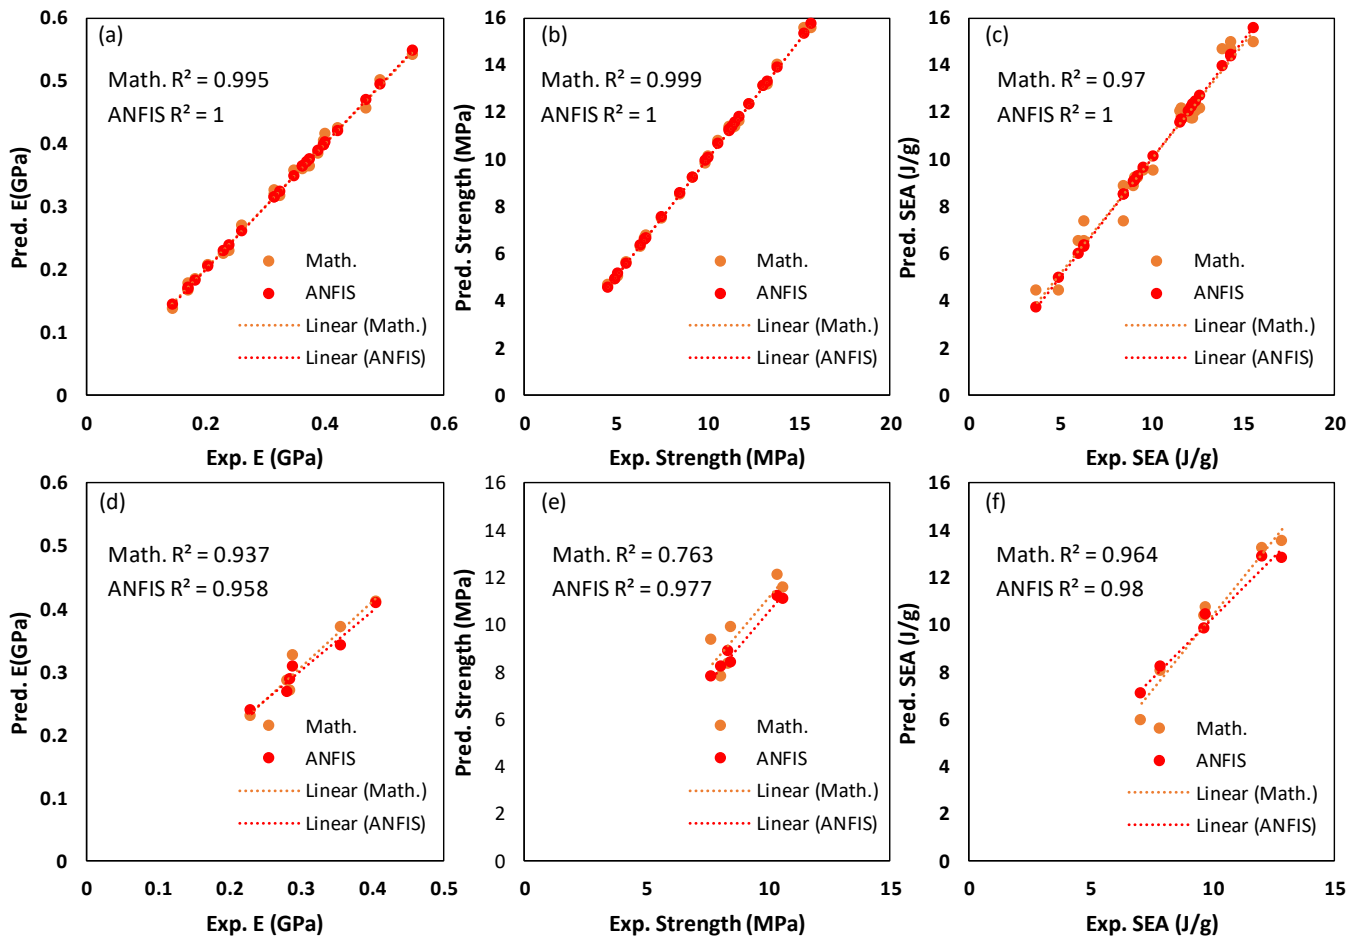 (a)
Math. R² = 0.995
ANFIS R² = 1
Math.
ANFIS
Linear (Math.)
Linear (ANFIS)
0.6
0.5
0.4
0.3
0.2
0.1
0
0
0.2
0.4
0.6
Pred. E(GPa)
Exp. E (GPa)
(b)
Math. R² = 0.999
ANFIS R² = 1
Math.
ANFIS
Linear (Math.)
Linear (ANFIS)
16
14
12
10
8
6
4
2
0
0
5
10
15
20
Pred. Strength (MPa)
Exp. Strength (MPa)
(c)
Math. R² = 0.97
ANFIS R² = 1
Math.
ANFIS
Linear (Math.)
Linear (ANFIS)
16
14
12
10
8
6
4
2
0
0
5
10
15
20
Pred. SEA (J/g)
Exp. SEA (J/g)
(d)
Math. R² = 0.937
ANFIS R² = 0.958
Math.
ANFIS
Linear (Math.)
Linear (ANFIS)
0.6
0.5
0.4
0.3
0.2
0.1
0
0
0.1
0.2
0.3
0.4
0.5
Pred. E(GPa)
Exp. E (GPa)
(e)
Math. R² = 0.763
ANFIS R² = 0.977
Math.
ANFIS
Linear (Math.)
Linear (ANFIS)
16
14
12
10
8
6
4
2
0
0
5
10
15
Pred. Strength (MPa)
Exp. Strength (MPa)
(f)
Math. R² = 0.964
ANFIS R² = 0.98
Math.
ANFIS
Linear (Math.)
Linear (ANFIS)
16
14
12
10
8
6
4
2
0
0
5
10
15
Pred. SEA (J/g)
Exp. SEA (J/g)